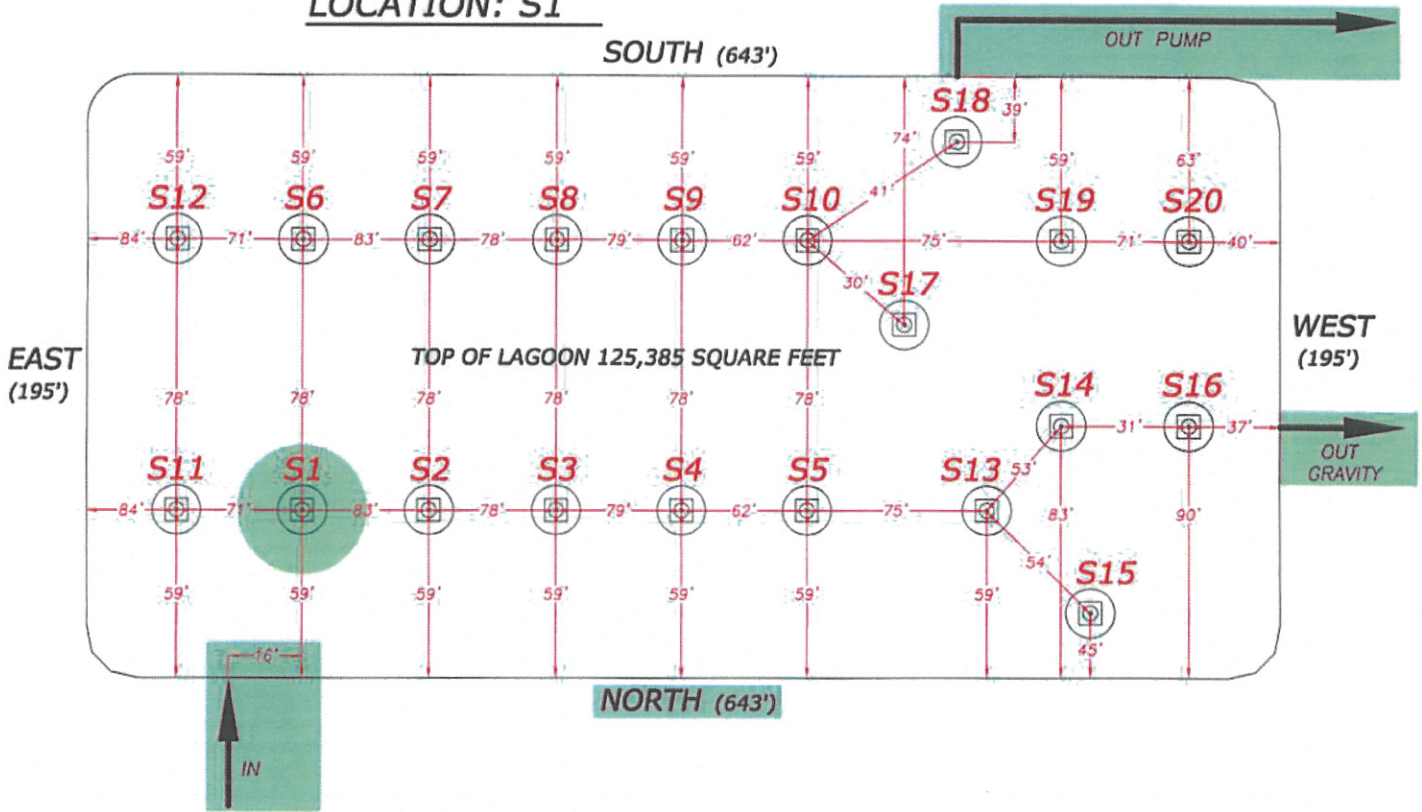 LOCATION: S1
OUT PUMP
SOUTH (643')
S18
39'
74'
59' 59' 59' 59' 59' 59' 59' 63'
S12 S6 S7 S8 S9 S10 41' S19 S20
84' 71' 83' 78' 79' 62' 75' 71' 40'
30' S17
EAST
(195')
TOP OF LAGOON 125,385 SQUARE FEET
WEST
(195')
78' 78' 78' 78' 78' 78'
S14 S16
31' 37'
OUT
GRAVITY
S11 S1 S2 S3 S4 S5 S13 53'
84' 71' 83' 78' 79' 62' 75' 83' 90'
54'
S15
59' 59' 59' 59' 59' 59' 59'
45'
16'
NORTH (643')
IN